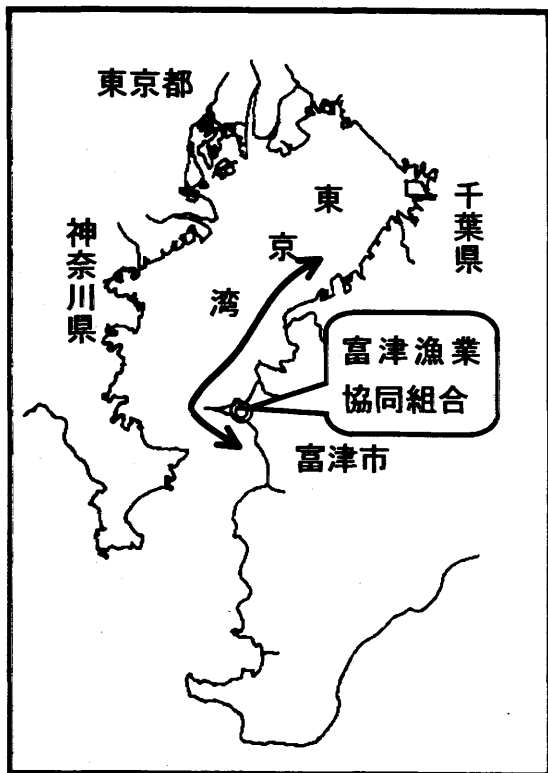 東京都
東京湾
千葉県
神奈川県
富津漁業
協同組合
富津市